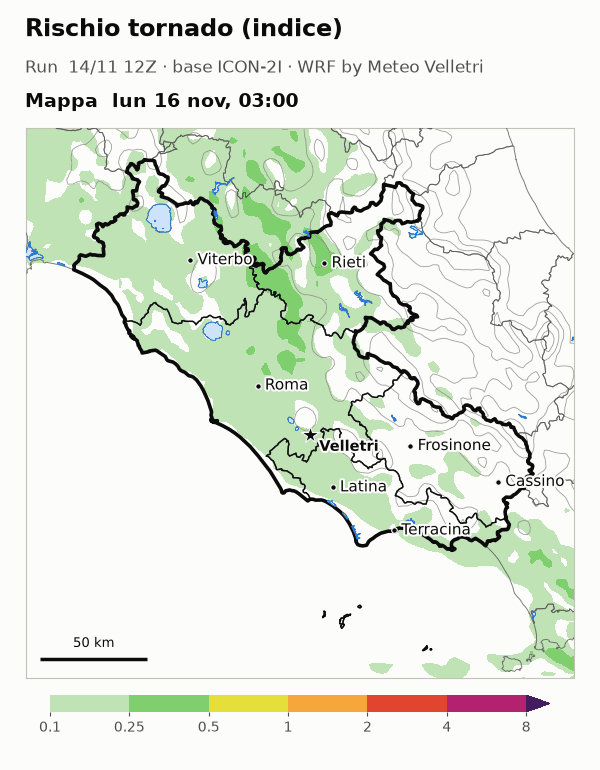 Rischio tornado (indice)
Run 14/11 12Z · base ICON-2I · WRF by Meteo Velletri
Mappa lun 16 nov, 03:00
Viterbo
Rieti
Roma
Velletri
Frosinone
Latina
Cassino
Terracina
50 km
0.1 0.25 0.5 1 2 4 8